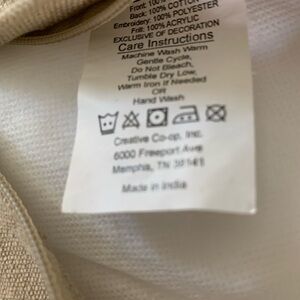 Front: 100%
Back: 100% COTTON
Embroidery: 100% POLYESTER
Frill: 100% ACRYLIC
EXCLUSIVE OF DECORATION
Care Instructions
Machine Wash Warm
Gentle Cycle,
Do Not Bleach,
Tumble Dry Low,
Warm Iron if Needed
OR
Hand Wash
Creative Co-op, Inc.
6000 Freeport Ave
Memphis, TN 38141
Made in India